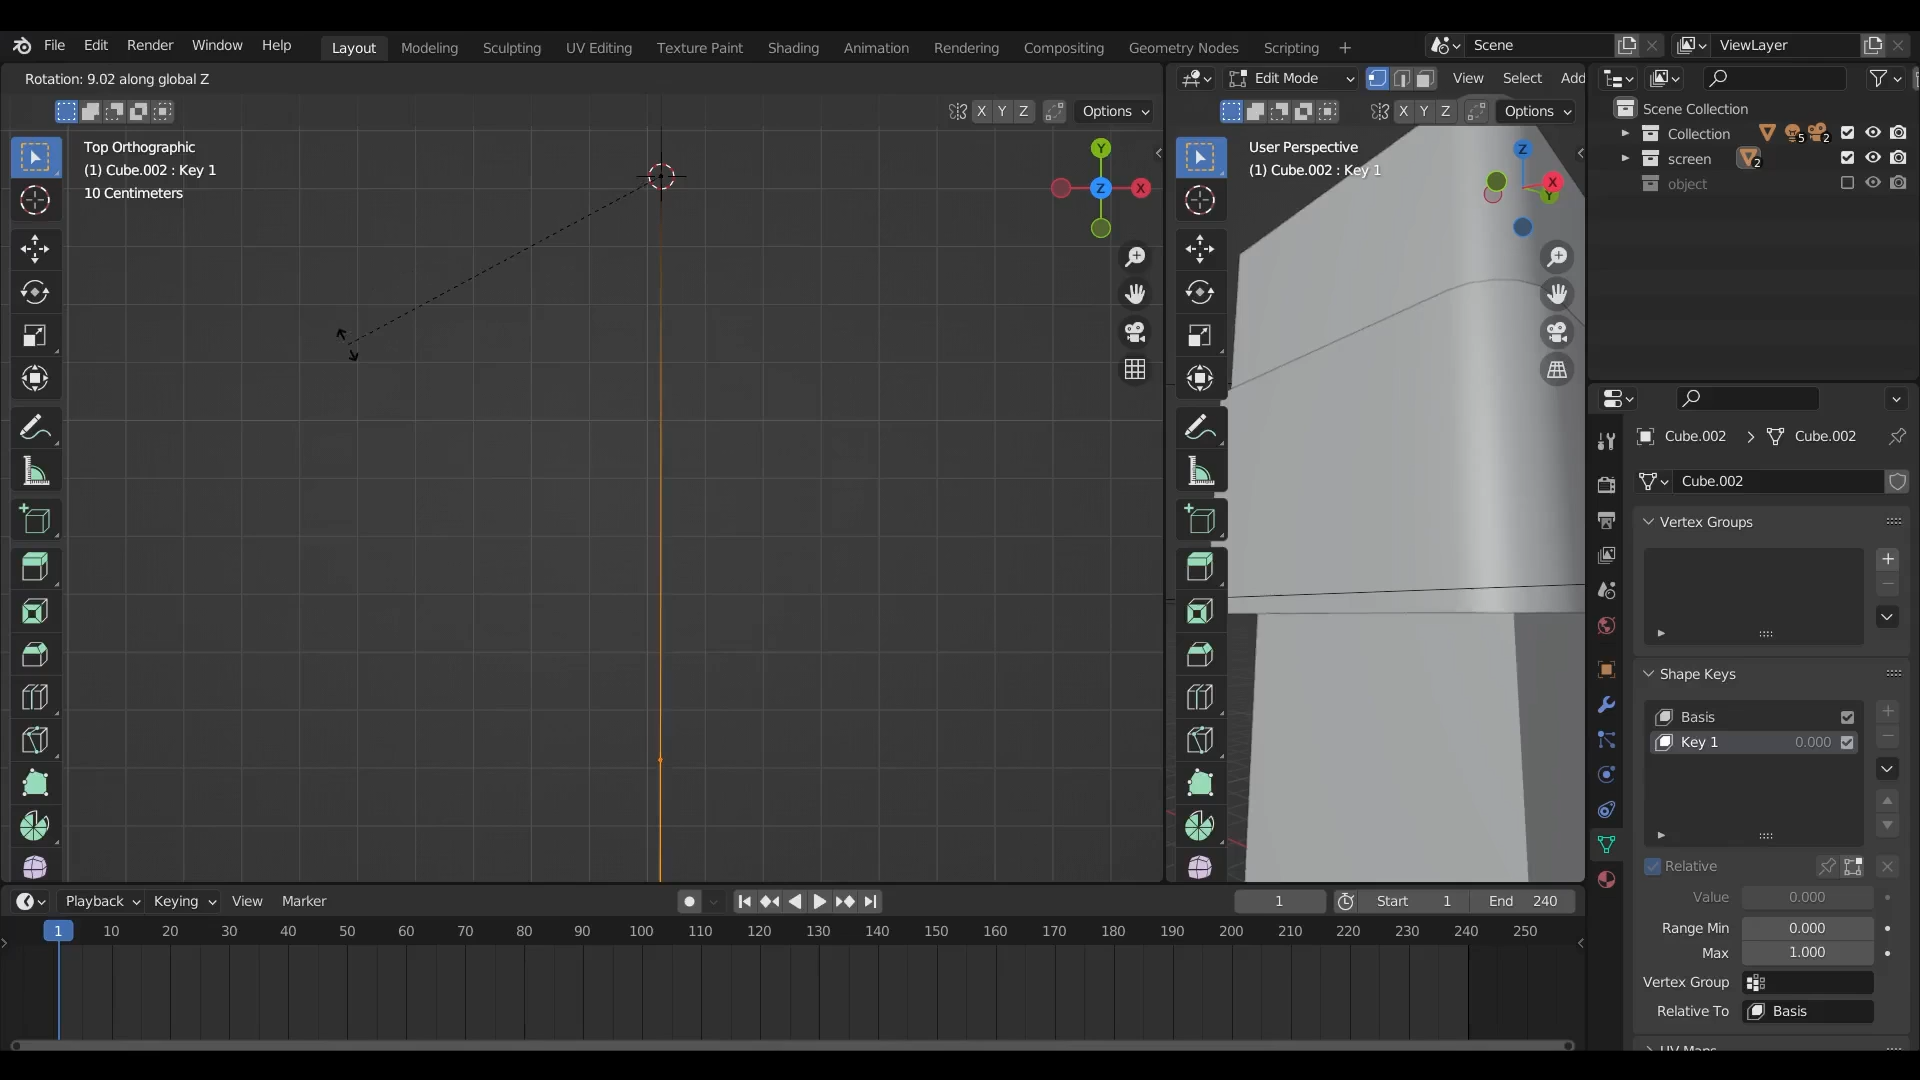 File Edit Render Window Help Layout Modeling Sculpting UV Editing Texture Paint Shading Animation Rendering Compositing Geometry Nodes Scripting + Scene ViewLayer
Rotation: 9.02 along global Z
Edit Mode View Select Add
X Y Z Options
X Y Z Options
Top Orthographic
(1) Cube.002 : Key 1
10 Centimeters
Y
Z
X
User Perspective
(1) Cube.002 : Key 1
Z
X
Y
Scene Collection
Collection 5 2
screen 2
object
Cube.002 > Cube.002
Cube.002
Vertex Groups
Shape Keys
Basis
Key 1 0.000
Relative
Value 0.000
Range Min 0.000
Max 1.000
Vertex Group
Relative To Basis
Playback Keying View Marker
1 Start 1 End 240
1 10 20 30 40 50 60 70 80 90 100 110 120 130 140 150 160 170 180 190 200 210 220 230 240 250
UV Maps